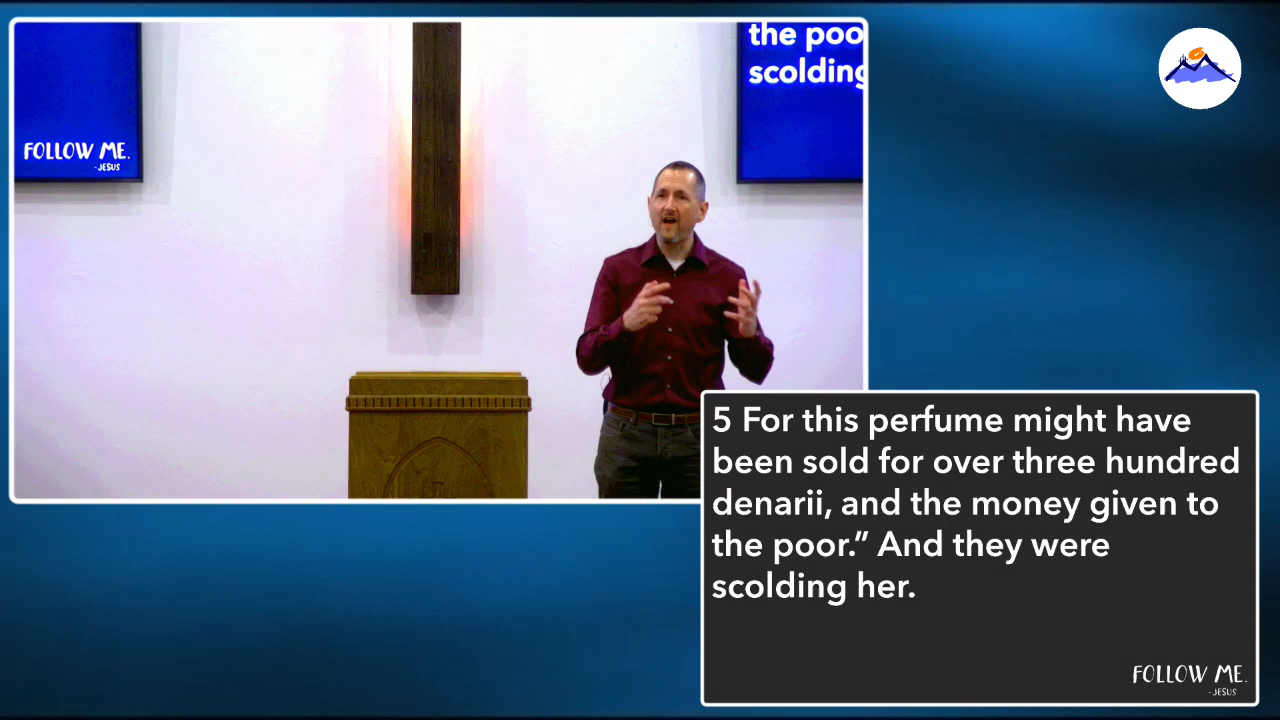 FOLLOW ME.
-JESUS
the poo
scolding
5 For this perfume might have
been sold for over three hundred
denarii, and the money given to
the poor.” And they were
scolding her.
FOLLOW ME.
-JESUS